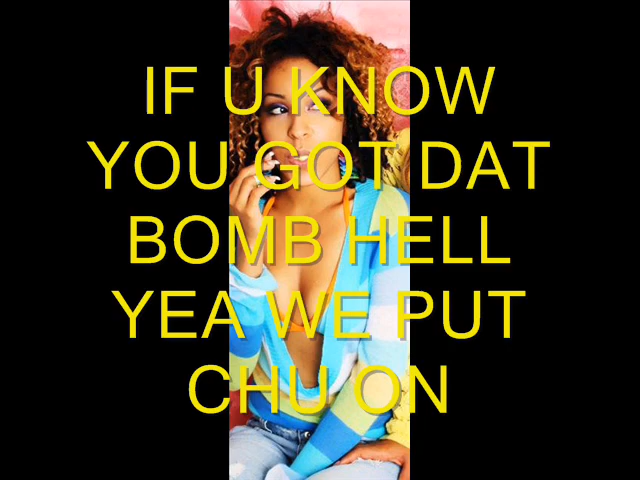 IF U KNOW
YOU GOT DAT
BOMB HELL
YEA WE PUT
CHU ON